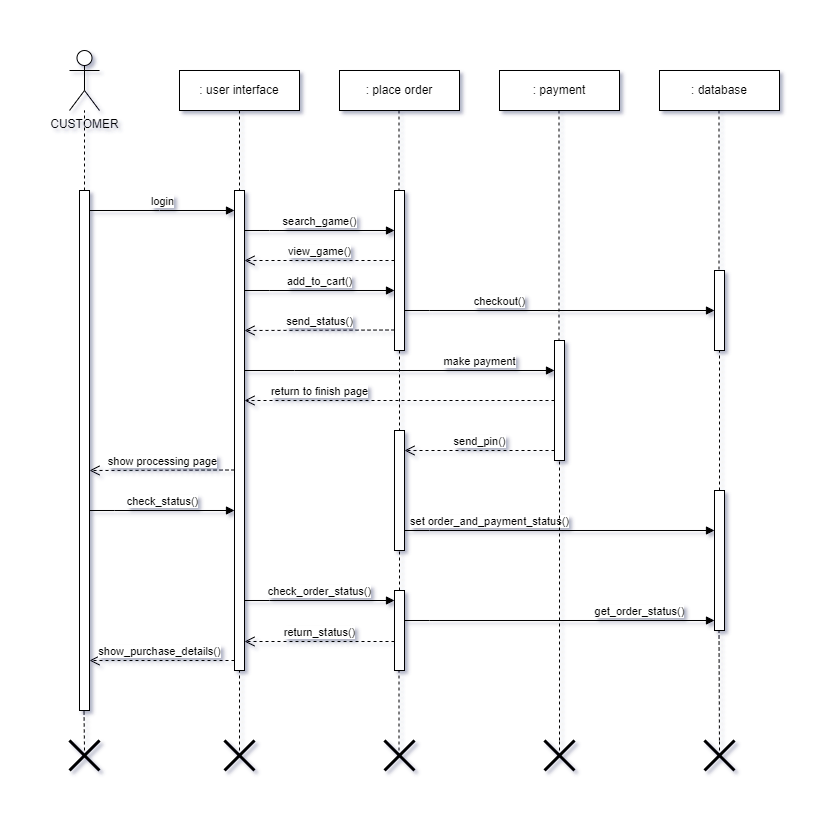 : user interface
: place order
: payment
: database
CUSTOMER
login
search_game()
view_game()
add_to_cart()
checkout()
send_status()
make payment
return to finish page
send_pin()
show processing page
check_status()
set order_and_payment_status()
check_order_status()
get_order_status()
return_status()
show_purchase_details()